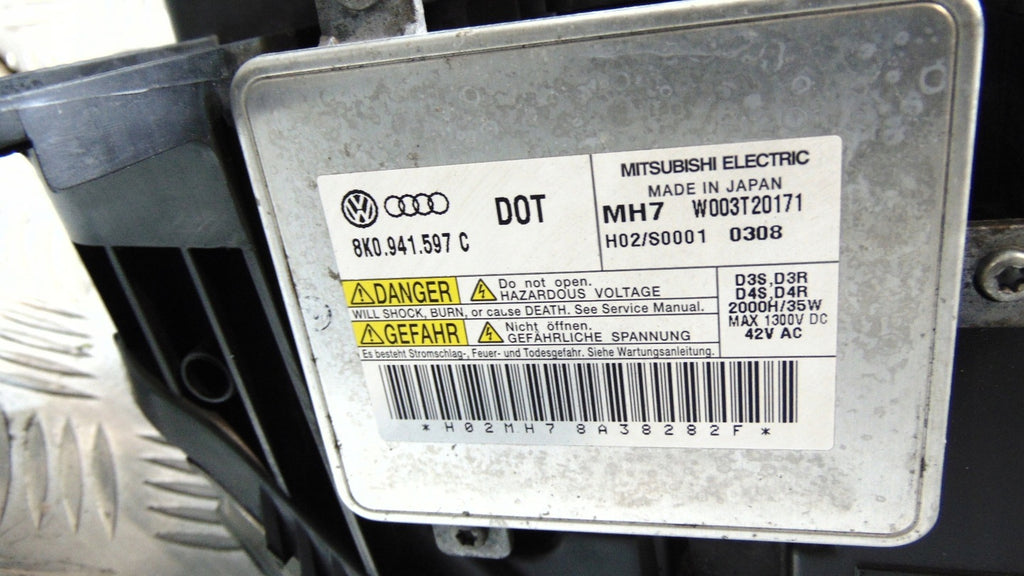 DOT
8K0.941.597 C
MITSUBISHI ELECTRIC
MADE IN JAPAN
MH7 W003T20171
H02/S0001 0308
DANGER
Do not open.
HAZARDOUS VOLTAGE
WILL SHOCK, BURN, or cause DEATH. See Service Manual.
GEFAHR
Nicht öffnen.
GEFÄHRLICHE SPANNUNG
Es besteht Stromschlag-, Feuer- und Todesgefahr. Siehe Wartungsanleitung.
D3S,D3R
D4S,D4R
2000H/35W
MAX 1300V DC
42V AC
*H02MH78A38282F*